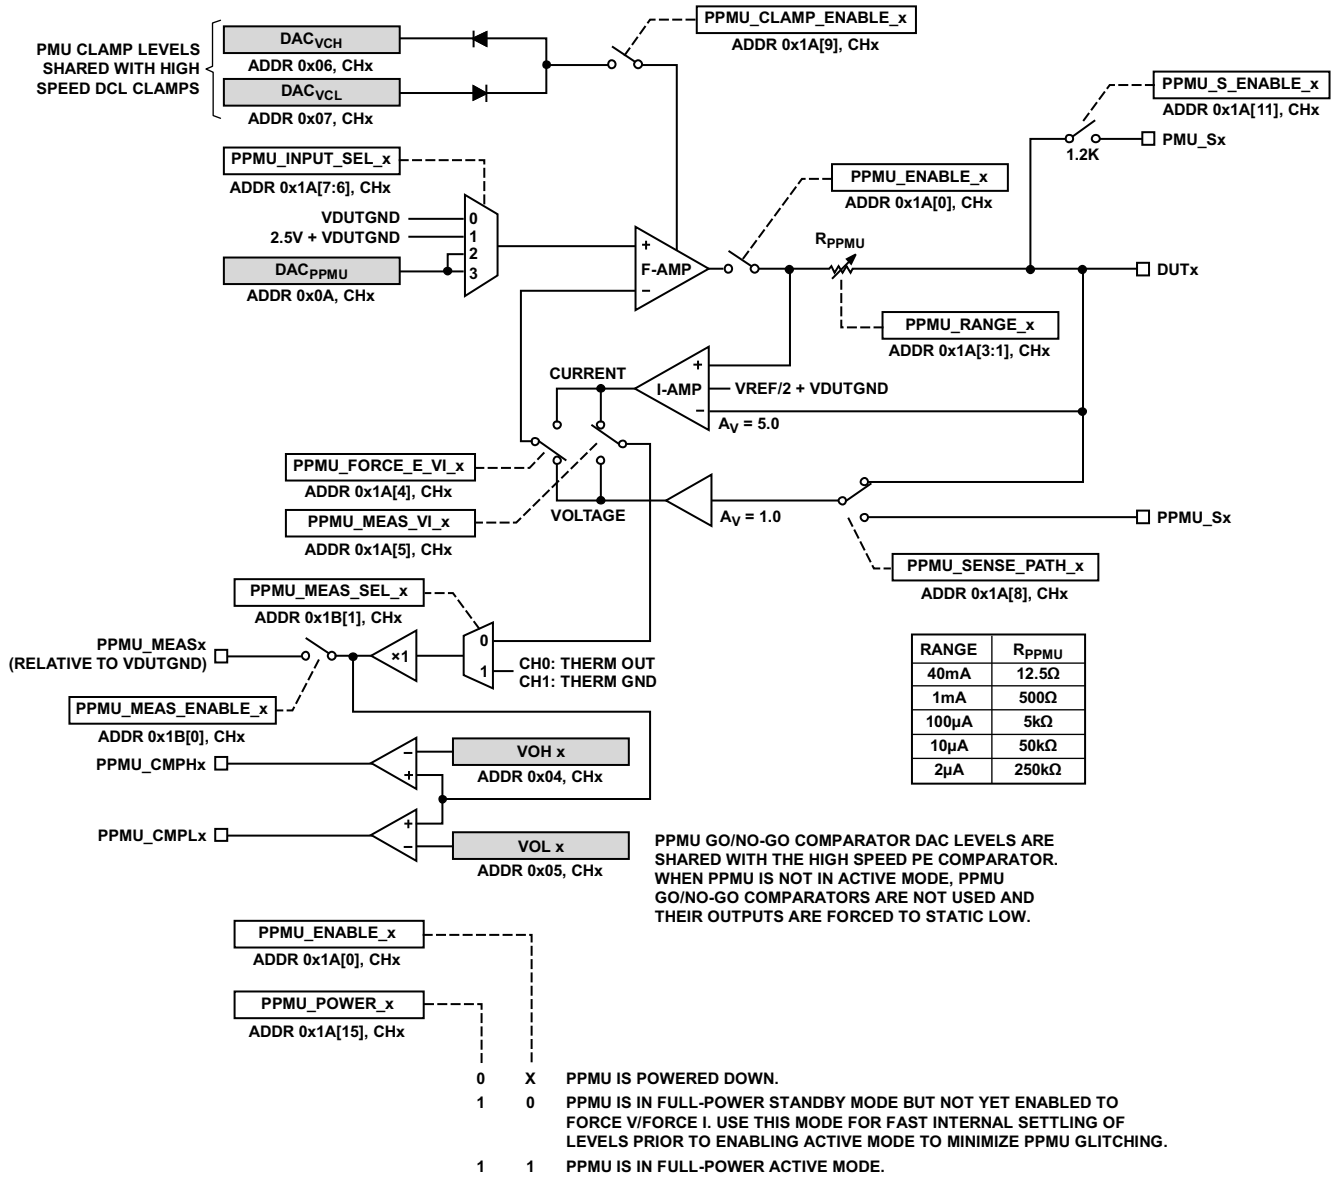 PPMU_CLAMP_ENABLE_x
ADDR 0x1A[9], CHx
PMU CLAMP LEVELS
SHARED WITH HIGH
SPEED DCL CLAMPS
DACVCH
ADDR 0x06, CHx
DACVCL
ADDR 0x07, CHx
PPMU_S_ENABLE_x
ADDR 0x1A[11], CHx
PMU_Sx
1.2K
PPMU_INPUT_SEL_x
ADDR 0x1A[7:6], CHx
PPMU_ENABLE_x
ADDR 0x1A[0], CHx
VDUTGND
0
2.5V + VDUTGND
1
2
3
DACPPMU
ADDR 0x0A, CHx
+
F-AMP
–
RPPMU
DUTx
PPMU_RANGE_x
ADDR 0x1A[3:1], CHx
CURRENT
+
I-AMP
–
VREF/2 + VDUTGND
AV = 5.0
PPMU_FORCE_E_VI_x
ADDR 0x1A[4], CHx
PPMU_MEAS_VI_x
ADDR 0x1A[5], CHx
VOLTAGE
AV = 1.0
PPMU_Sx
PPMU_SENSE_PATH_x
ADDR 0x1A[8], CHx
PPMU_MEAS_SEL_x
ADDR 0x1B[1], CHx
PPMU_MEASx
(RELATIVE TO VDUTGND)
×1
0
1
CH0: THERM OUT
CH1: THERM GND
PPMU_MEAS_ENABLE_x
ADDR 0x1B[0], CHx
RANGE RPPMU
40mA 12.5Ω
1mA 500Ω
100µA 5kΩ
10µA 50kΩ
2µA 250kΩ
PPMU_CMPHx
–
+
VOH x
ADDR 0x04, CHx
PPMU_CMPLx
+
–
VOL x
ADDR 0x05, CHx
PPMU GO/NO-GO COMPARATOR DAC LEVELS ARE
SHARED WITH THE HIGH SPEED PE COMPARATOR.
WHEN PPMU IS NOT IN ACTIVE MODE, PPMU
GO/NO-GO COMPARATORS ARE NOT USED AND
THEIR OUTPUTS ARE FORCED TO STATIC LOW.
PPMU_ENABLE_x
ADDR 0x1A[0], CHx
PPMU_POWER_x
ADDR 0x1A[15], CHx
0 X PPMU IS POWERED DOWN.
1 0 PPMU IS IN FULL-POWER STANDBY MODE BUT NOT YET ENABLED TO
FORCE V/FORCE I. USE THIS MODE FOR FAST INTERNAL SETTLING OF
LEVELS PRIOR TO ENABLING ACTIVE MODE TO MINIMIZE PPMU GLITCHING.
1 1 PPMU IS IN FULL-POWER ACTIVE MODE.